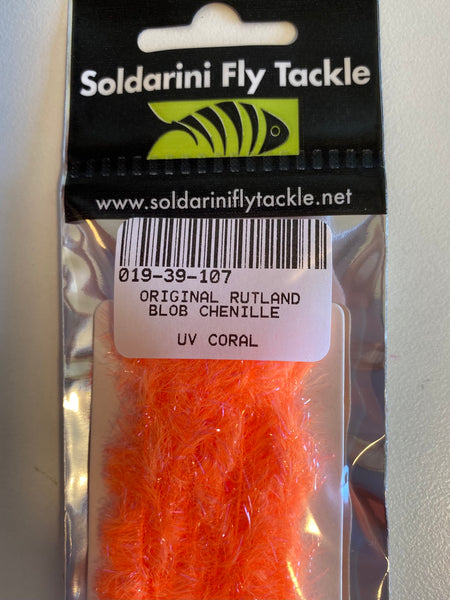 Soldarini Fly Tackle
www.soldariniflytackle.net
019-39-107
ORIGINAL RUTLAND
BLOB CHENILLE
UV CORAL